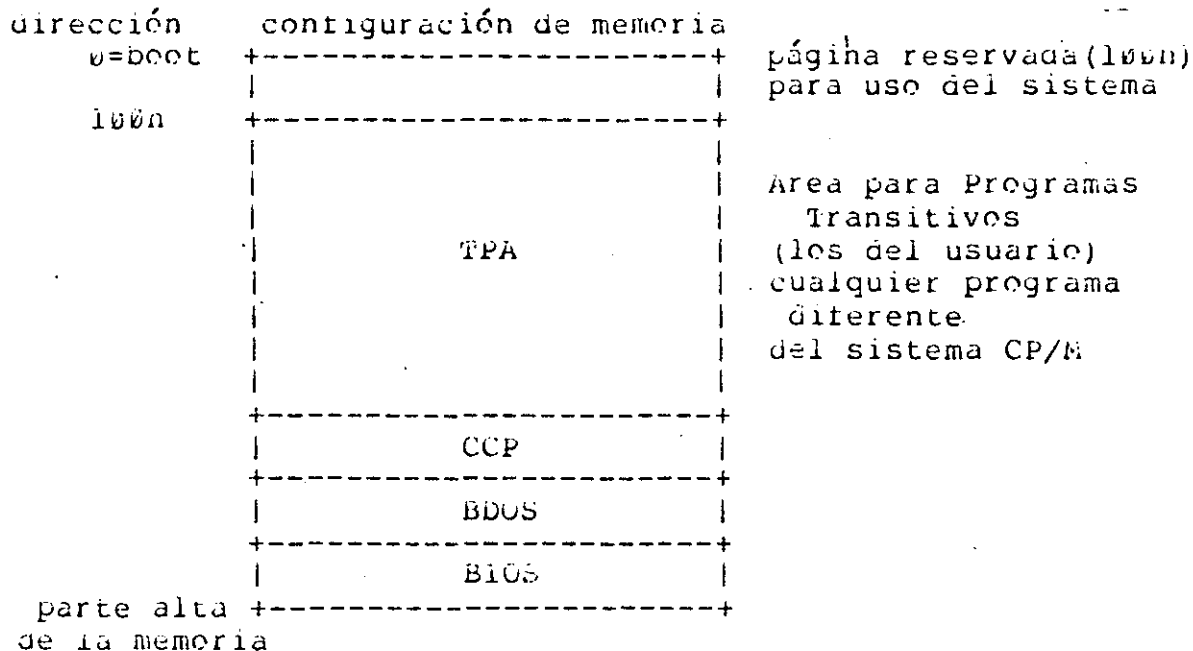 dirección configuración de memoria
0=boot
página reservada(100h)
para uso del sistema
100h
Area para Programas
Transitivos
(los del usuario)
cualquier programa
diferente
del sistema CP/M
TPA
CCP
BDOS
BIOS
parte alta
de la memoria